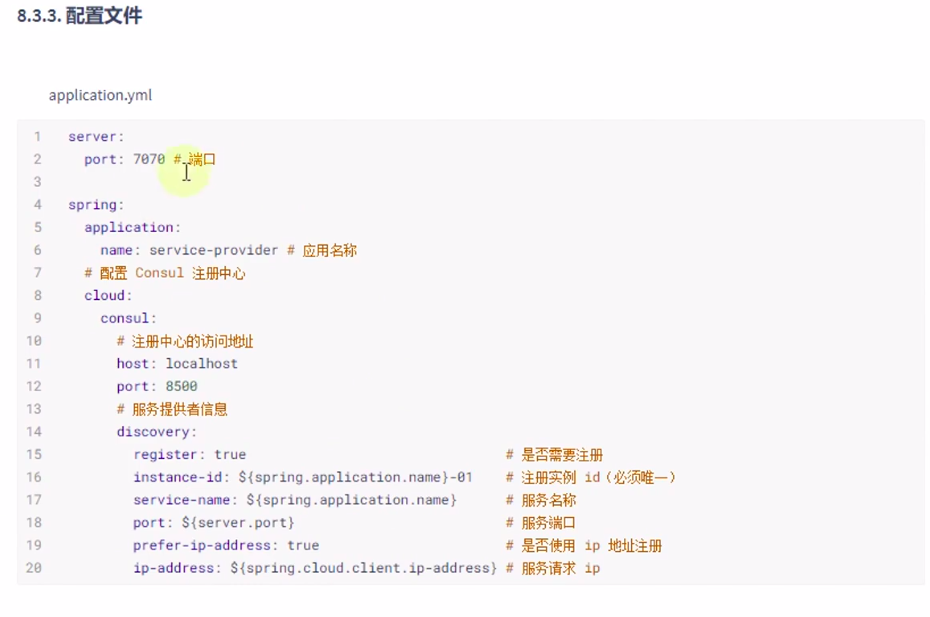 8.3.3. 配置文件
application.yml
1 server:
2 port: 7070 # 端口
3
4 spring:
5 application:
6 name: service-provider # 应用名称
7 # 配置 Consul 注册中心
8 cloud:
9 consul:
10 # 注册中心的访问地址
11 host: localhost
12 port: 8500
13 # 服务提供者信息
14 discovery:
15 register: true # 是否需要注册
16 instance-id: ${spring.application.name}-01 # 注册实例 id（必须唯一）
17 service-name: ${spring.application.name} # 服务名称
18 port: ${server.port} # 服务端口
19 prefer-ip-address: true # 是否使用 ip 地址注册
20 ip-address: ${spring.cloud.client.ip-address} # 服务请求 ip